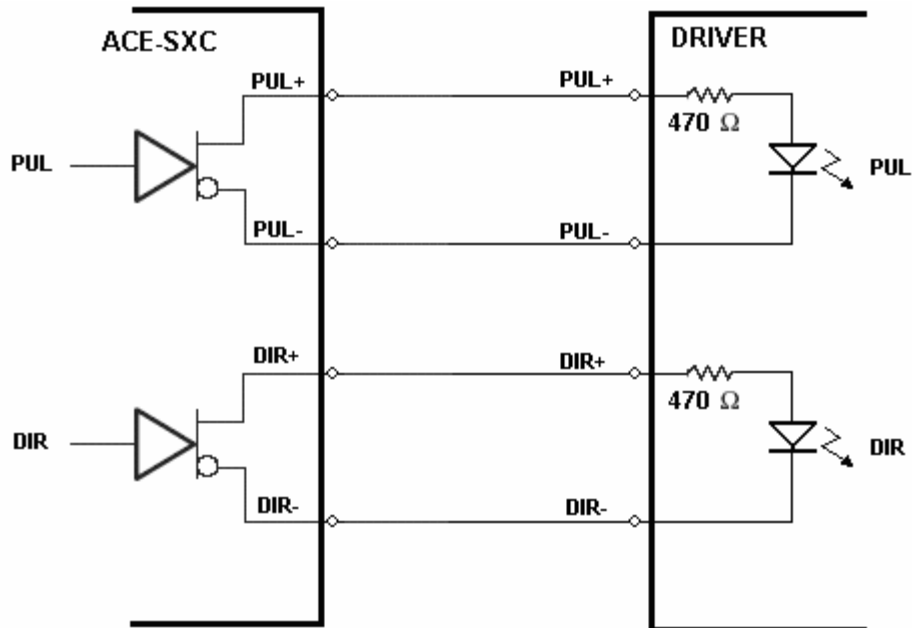 ACE-SXC
DRIVER
PUL+
PUL+
470 Ω
PUL
PUL
PUL-
PUL-
DIR+
DIR+
470 Ω
DIR
DIR
DIR-
DIR-